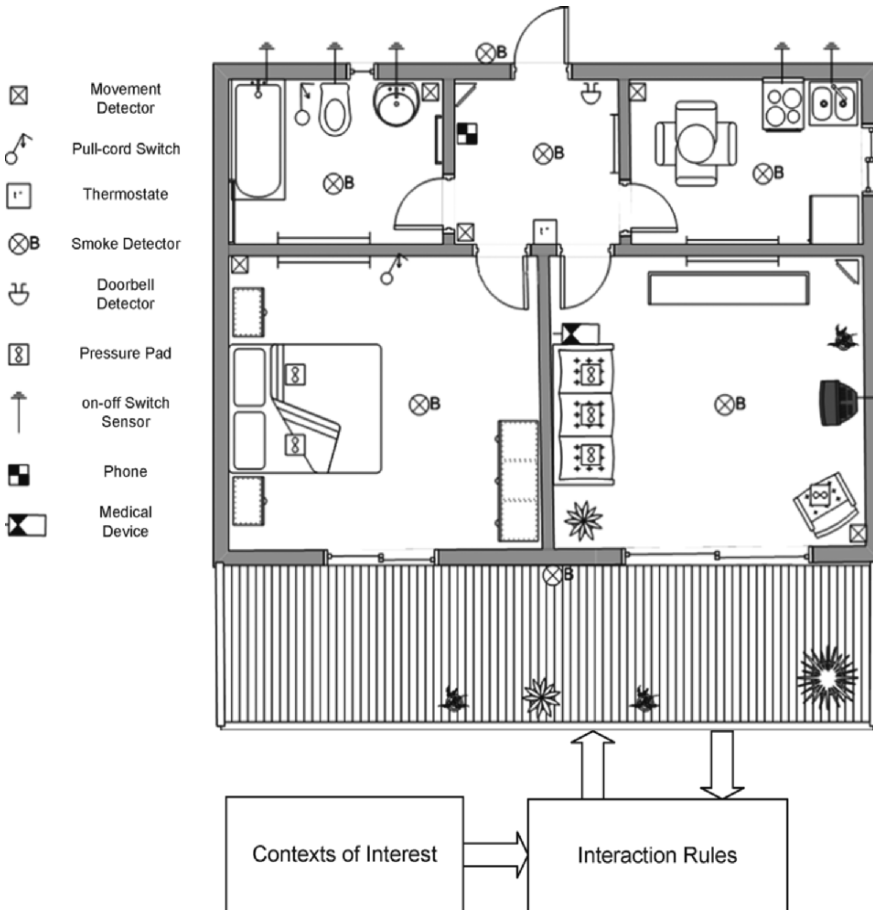 Movement
Detector
Pull-cord Switch
t°
Thermostate
B
Smoke Detector
Doorbell
Detector
Pressure Pad
on-off Switch
Sensor
Phone
Medical
Device
B
B
B
B
t°
B
B
B
Contexts of Interest
Interaction Rules